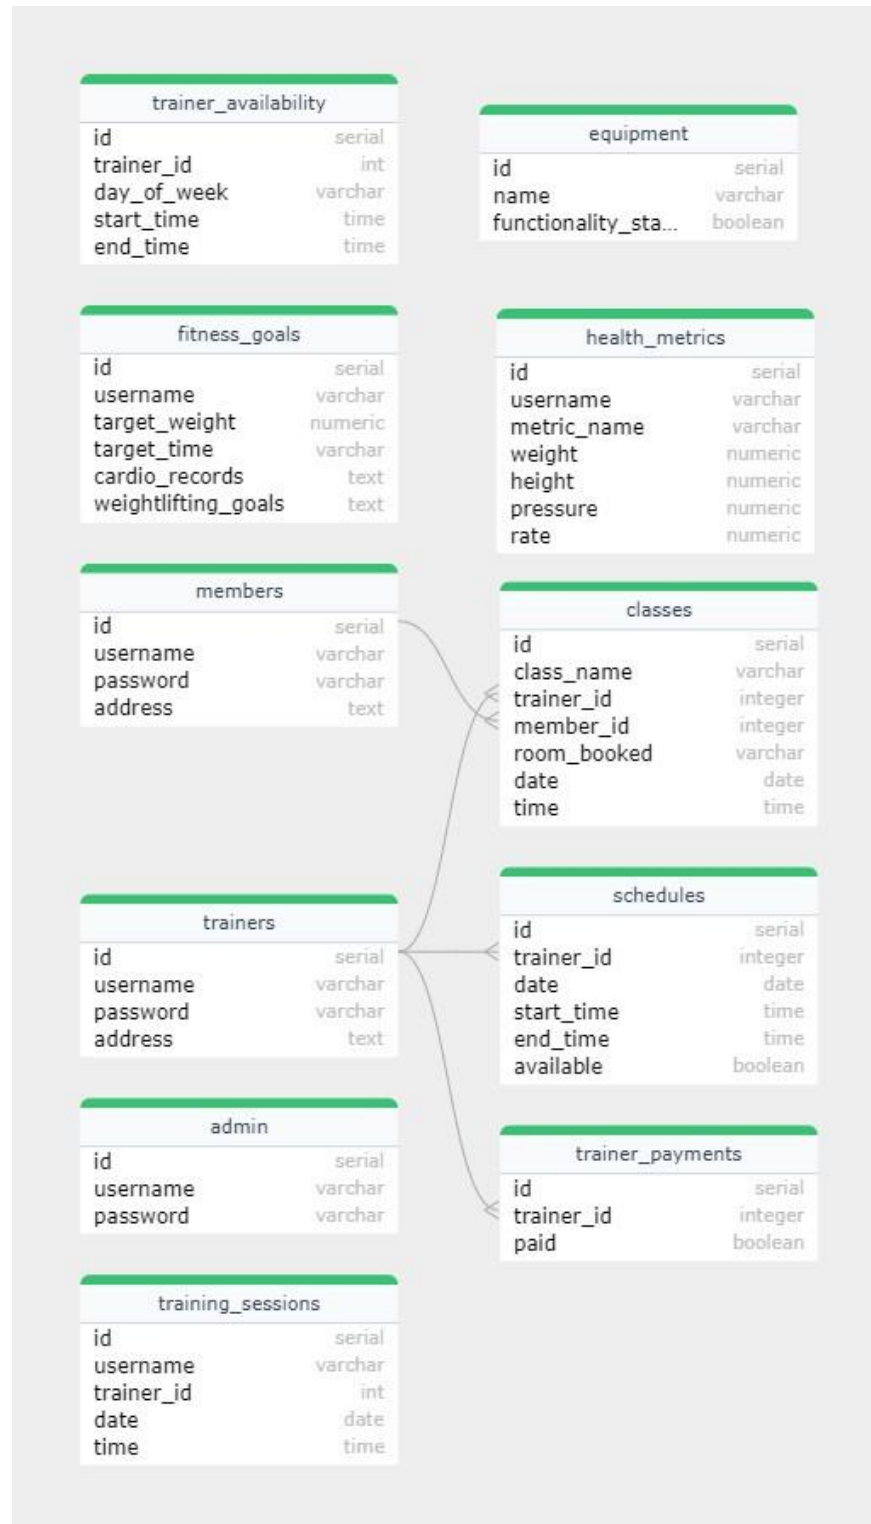 trainer_availability
id serial
trainer_id int
day_of_week varchar
start_time time
end_time time
equipment
id serial
name varchar
functionality_sta... boolean
fitness_goals
id serial
username varchar
target_weight numeric
target_time varchar
cardio_records text
weightlifting_goals text
health_metrics
id serial
username varchar
metric_name varchar
weight numeric
height numeric
pressure numeric
rate numeric
members
id serial
username varchar
password varchar
address text
classes
id serial
class_name varchar
trainer_id integer
member_id integer
room_booked varchar
date date
time time
trainers
id serial
username varchar
password varchar
address text
schedules
id serial
trainer_id integer
date date
start_time time
end_time time
available boolean
admin
id serial
username varchar
password varchar
trainer_payments
id serial
trainer_id integer
paid boolean
training_sessions
id serial
username varchar
trainer_id int
date date
time time